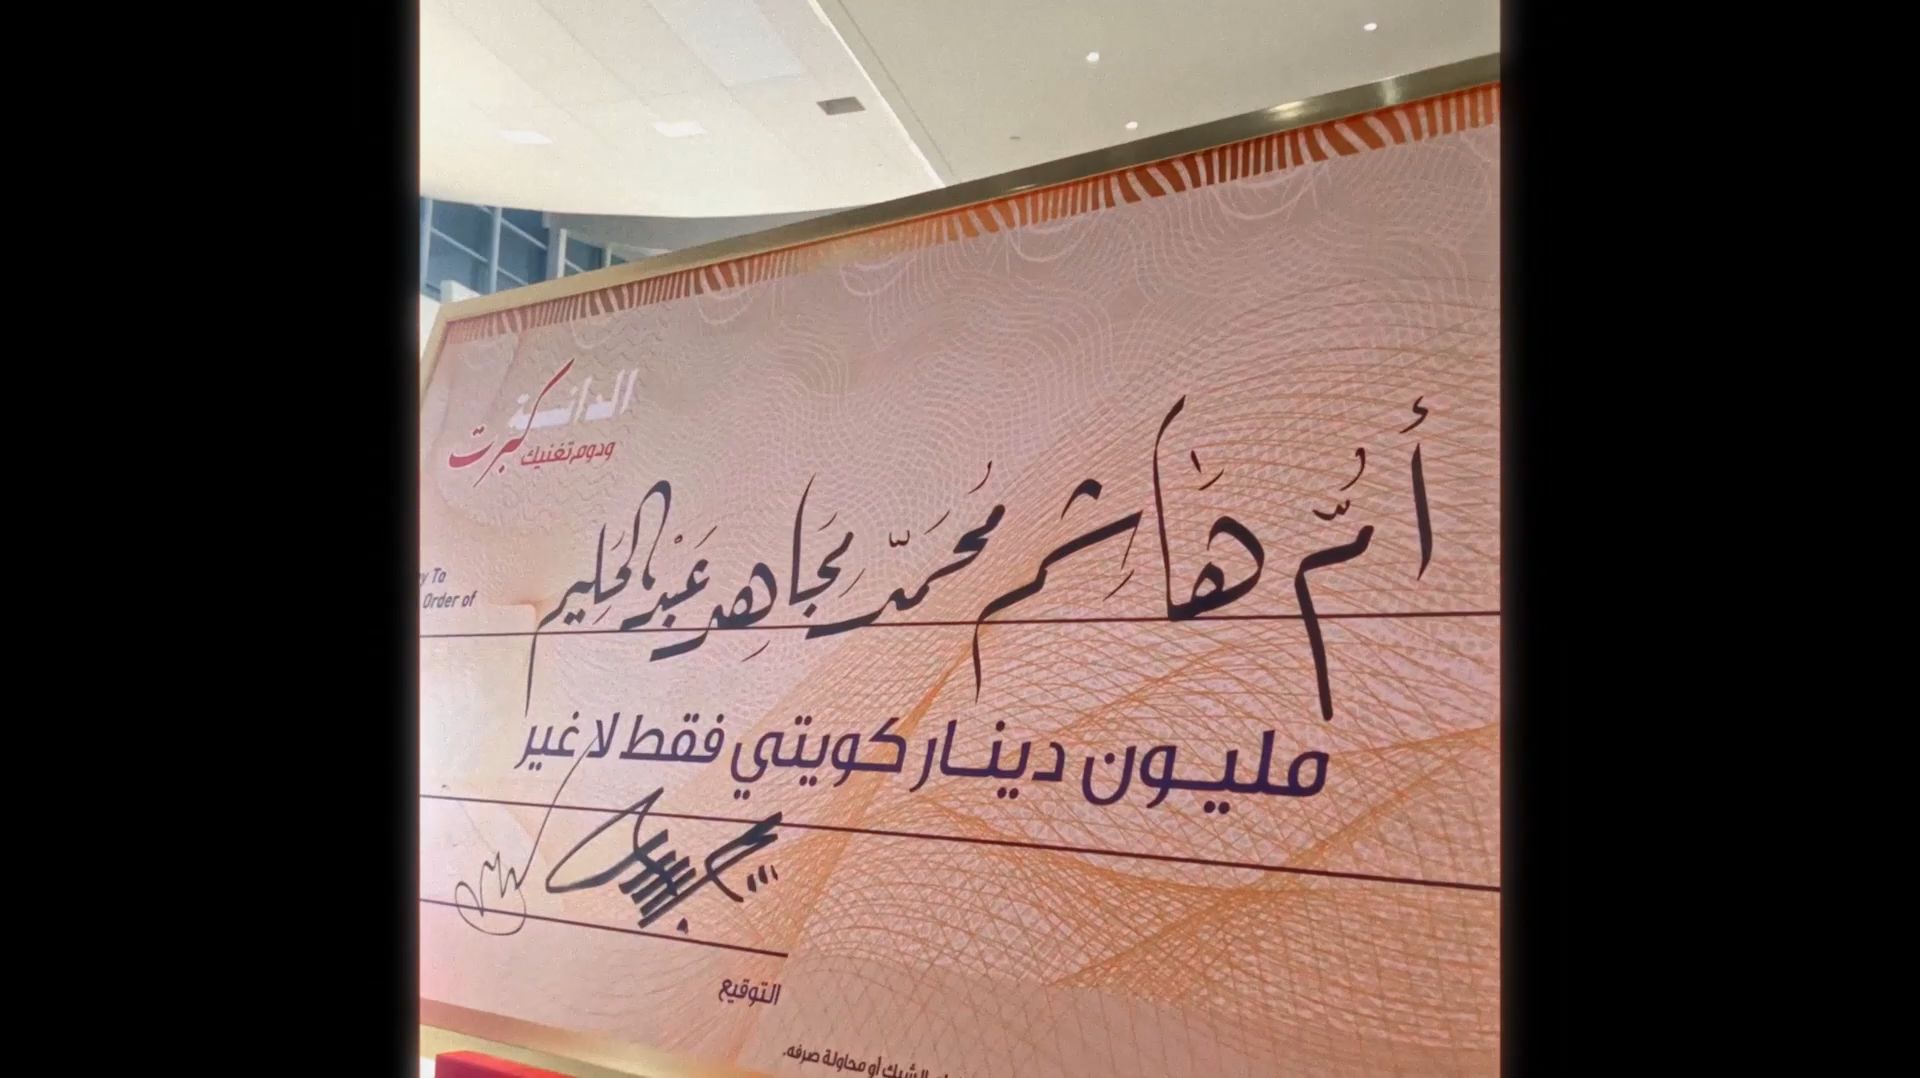 الدانة
كبرت
ودوم تغنيك
أُمّ هَاشِم مُحَمَّد مجَاهِد عَبْد الحَلِيم
To
Order of
مليون دينار كويتي فقط لا غير
التوقيع
الشيك أو محاولة صرفه.